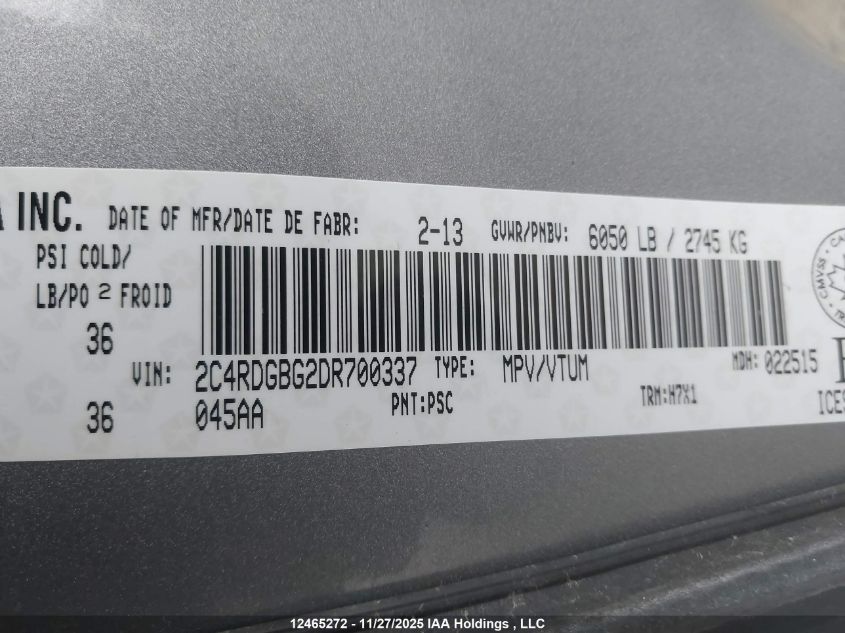 INC. DATE OF MFR/DATE DE FABR: 2-13 GVWR/PNBV: 6050 LB / 2745 KG
PSI COLD/
LB/PO 2 FROID
36
VIN: 2C4RDGBG2DR700337 TYPE: MPV/VTUM MDH: 022515
36 045AA PNT:PSC TRM:H7X1
CMVSS
ICES
12465272 - 11/27/2025 IAA Holdings , LLC